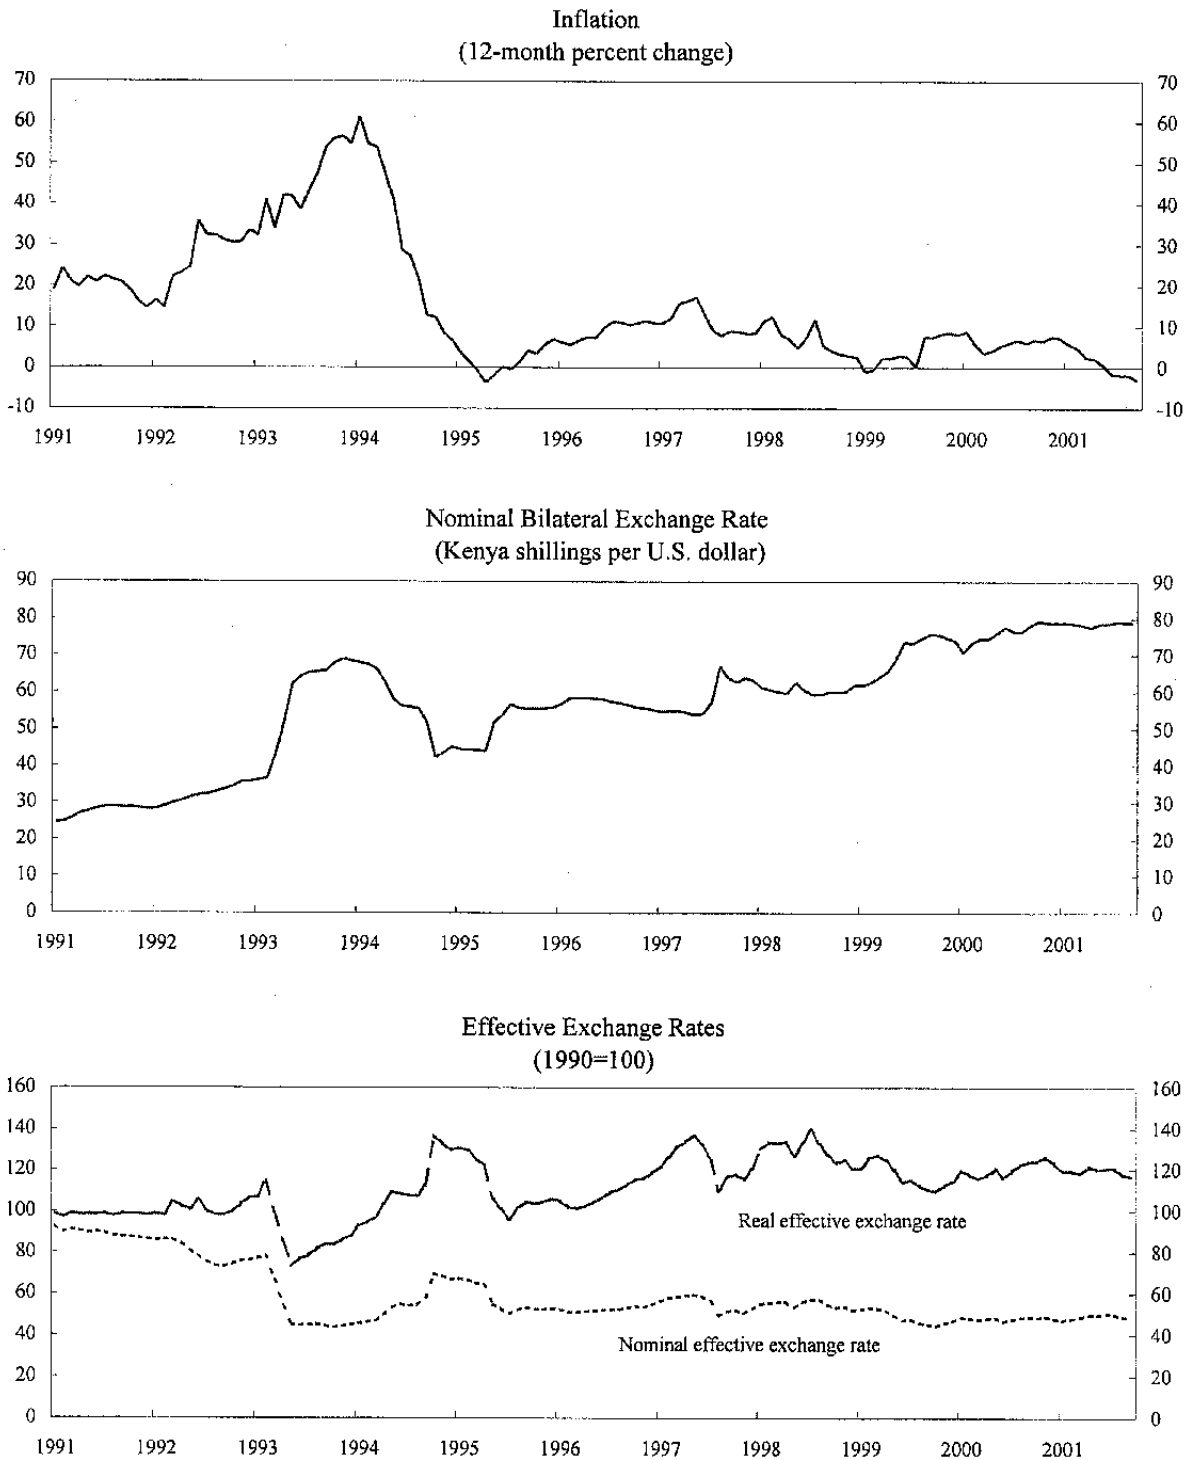 Inflation
(12-month percent change)
70 70
60 60
50 50
40 40
30 30
20 20
10 10
0 0
-10 -10
1991 1992 1993 1994 1995 1996 1997 1998 1999 2000 2001
Nominal Bilateral Exchange Rate
(Kenya shillings per U.S. dollar)
90 90
80 80
70 70
60 60
50 50
40 40
30 30
20 20
10 10
0 0
1991 1992 1993 1994 1995 1996 1997 1998 1999 2000 2001
Effective Exchange Rates
(1990=100)
160 160
140 140
120 120
100 100
Real effective exchange rate
80 80
60 60
40 40
Nominal effective exchange rate
20 20
0 0
1991 1992 1993 1994 1995 1996 1997 1998 1999 2000 2001